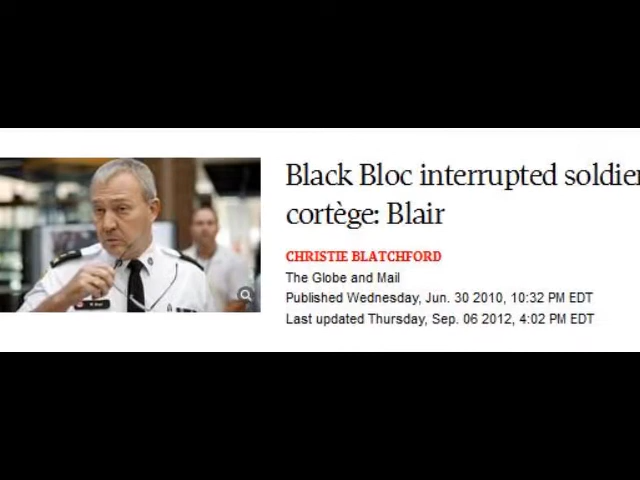 Black Bloc interrupted
cortège: Blair
CHRISTIE BLATCHFORD
The Globe and Mail
Published Wednesday, Jun. 30 2010, 10:32 PM EDT
Last updated Thursday, Sep. 06 2012, 4:02 PM EDT